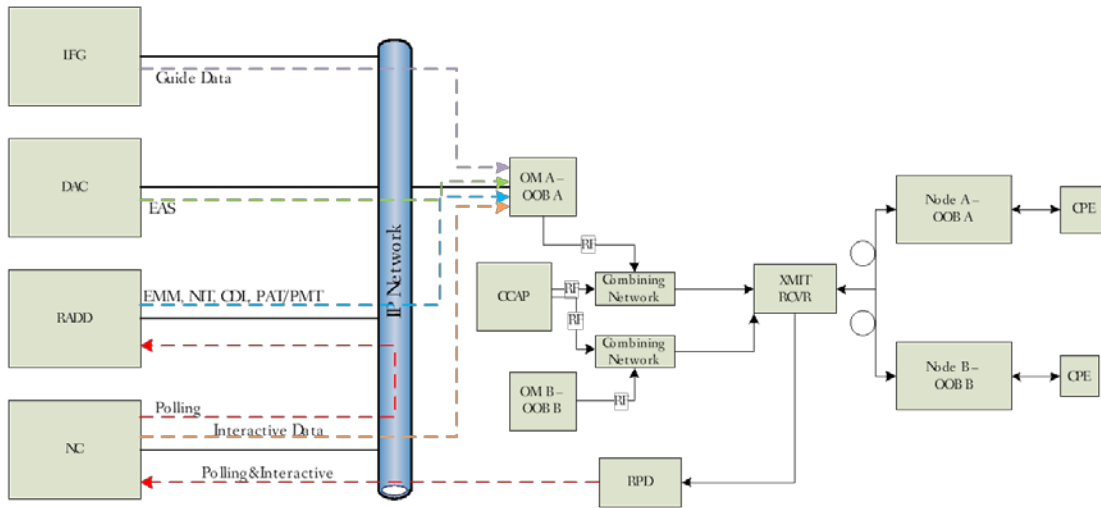 LFG
Guide Data
DAC
EAS
RADD
EMM, NIT, CDL, PAT/PMT
NC
Polling
Interactive Data
Polling&Interactive
IP Network
OM A –
OOB A
RF
CCAP
RF
RF
Combining
Network
Combining
Network
OM B –
OOB B
RF
XMIT
RCVR
RPD
Node A –
OOB A
CPE
Node B –
OOB B
CPE